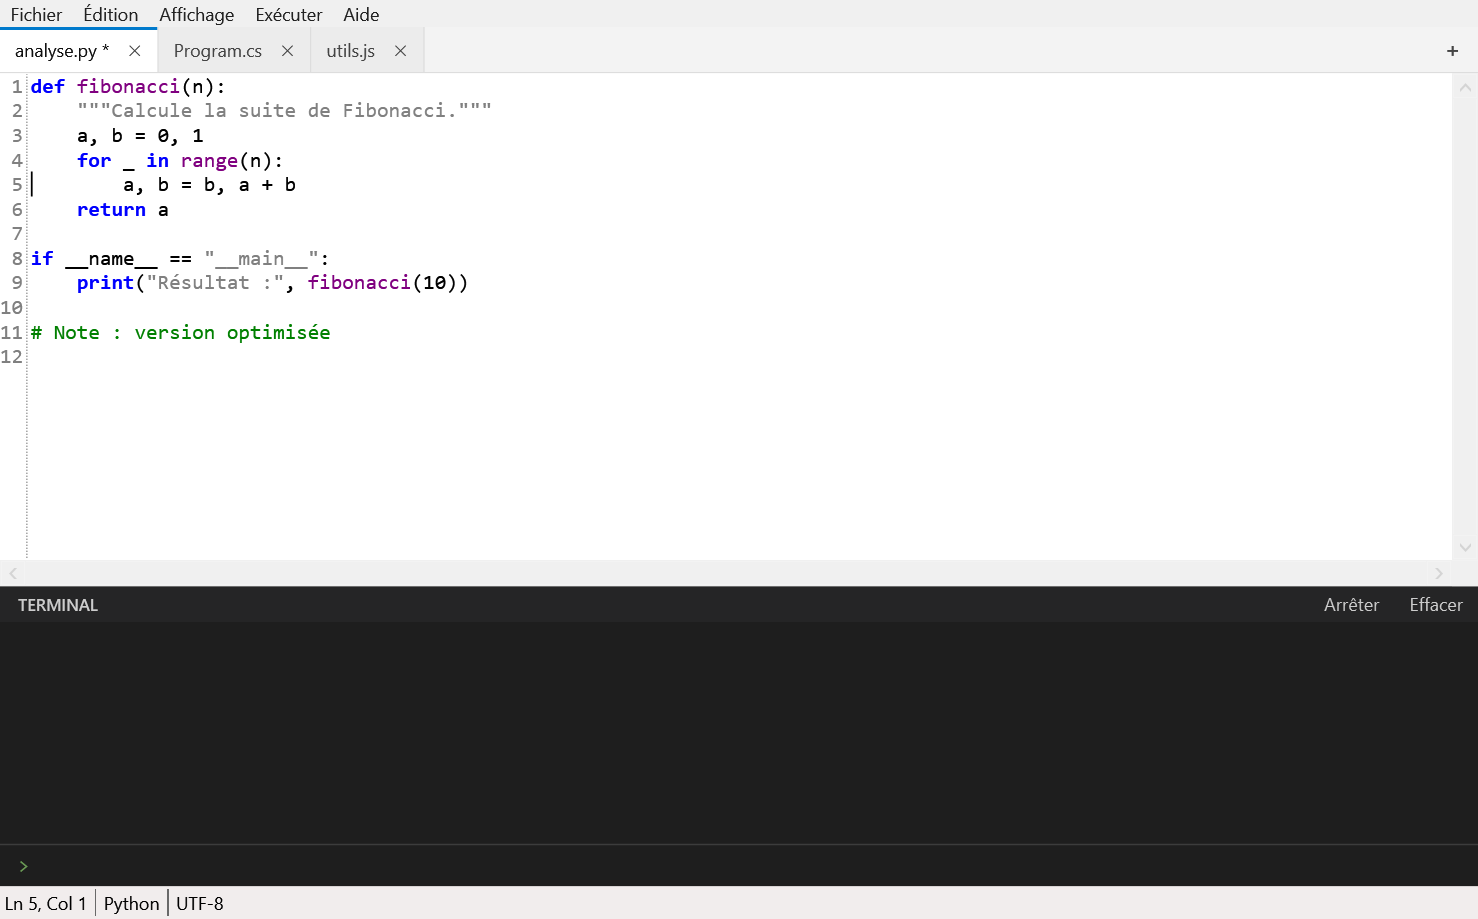 Fichier Édition Affichage Exécuter Aide
analyse.py * Program.cs utils.js +
1 def fibonacci(n):
2     """Calcule la suite de Fibonacci."""
3     a, b = 0, 1
4     for _ in range(n):
5         a, b = b, a + b
6     return a
7
8 if __name__ == "__main__":
9     print("Résultat :", fibonacci(10))
10
11 # Note : version optimisée
12
TERMINAL Arrêter Effacer
>
Ln 5, Col 1 Python UTF-8